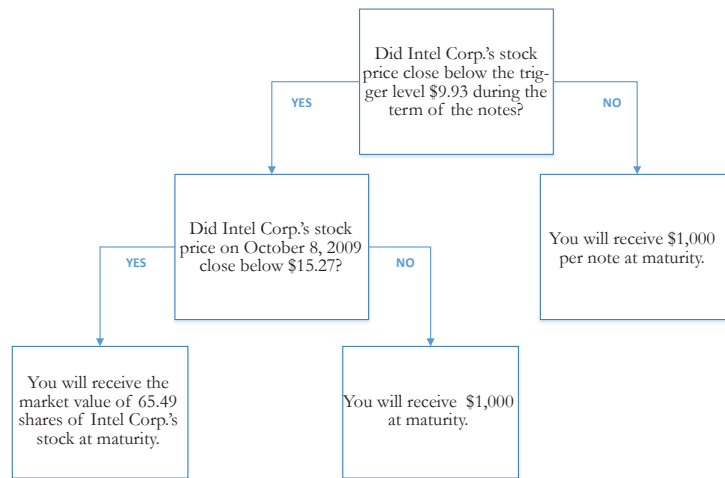 Did Intel Corp.'s stock
price close below the trig-
ger level $9.93 during the
term of the notes?
YES
NO
Did Intel Corp.'s stock
price on October 8, 2009
close below $15.27?
You will receive $1,000
per note at maturity.
YES
NO
You will receive the
market value of 65.49
shares of Intel Corp.'s
stock at maturity.
You will receive $1,000
at maturity.